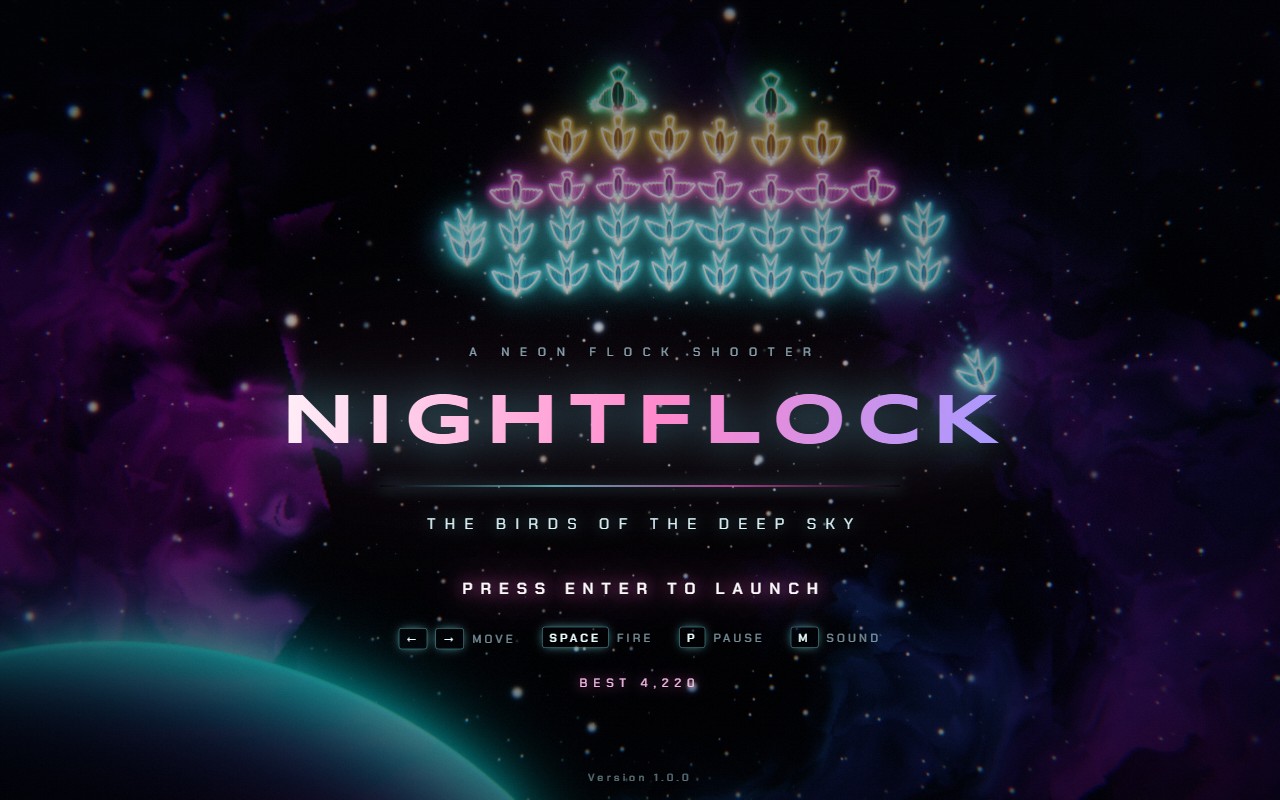 A NEON FLOCK SHOOTER
NIGHTFLOCK
THE BIRDS OF THE DEEP SKY
PRESS ENTER TO LAUNCH
← → MOVE SPACE FIRE P PAUSE M SOUND
BEST 4,220
Version 1.0.0